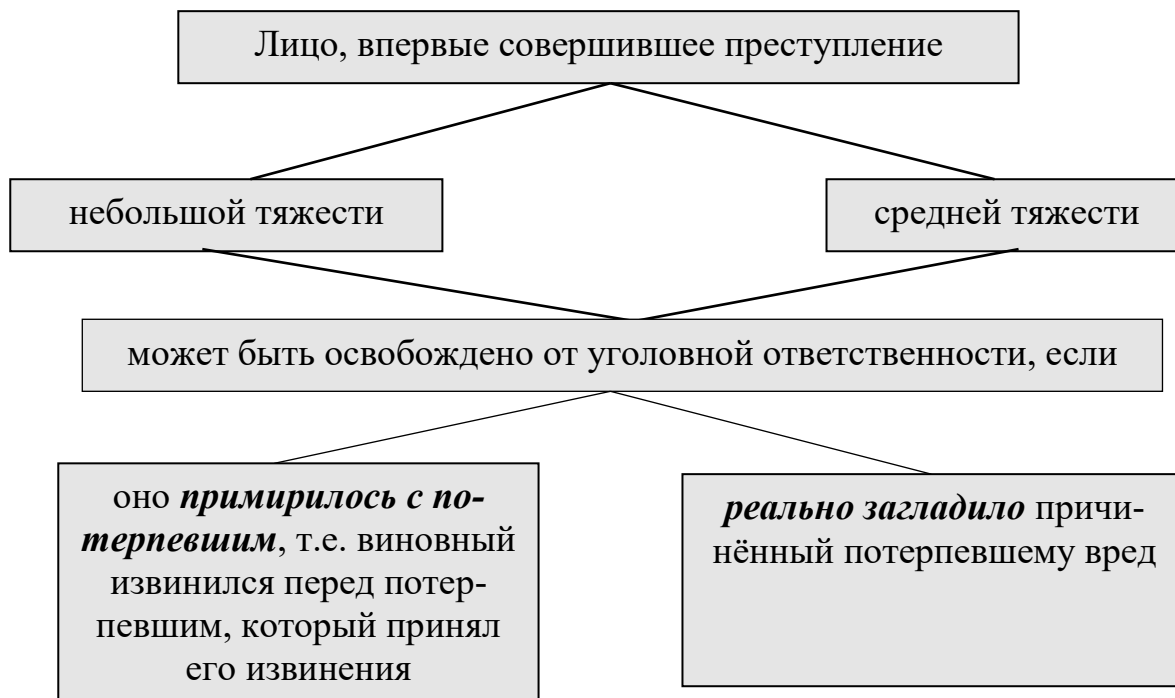 Лицо, впервые совершившее преступление
небольшой тяжести
средней тяжести
может быть освобождено от уголовной ответственности, если
оно примирилось с по-
терпевшим, т.е. виновный
извинился перед потер-
певшим, который принял
его извинения
реально загладило причи-
нённый потерпевшему вред